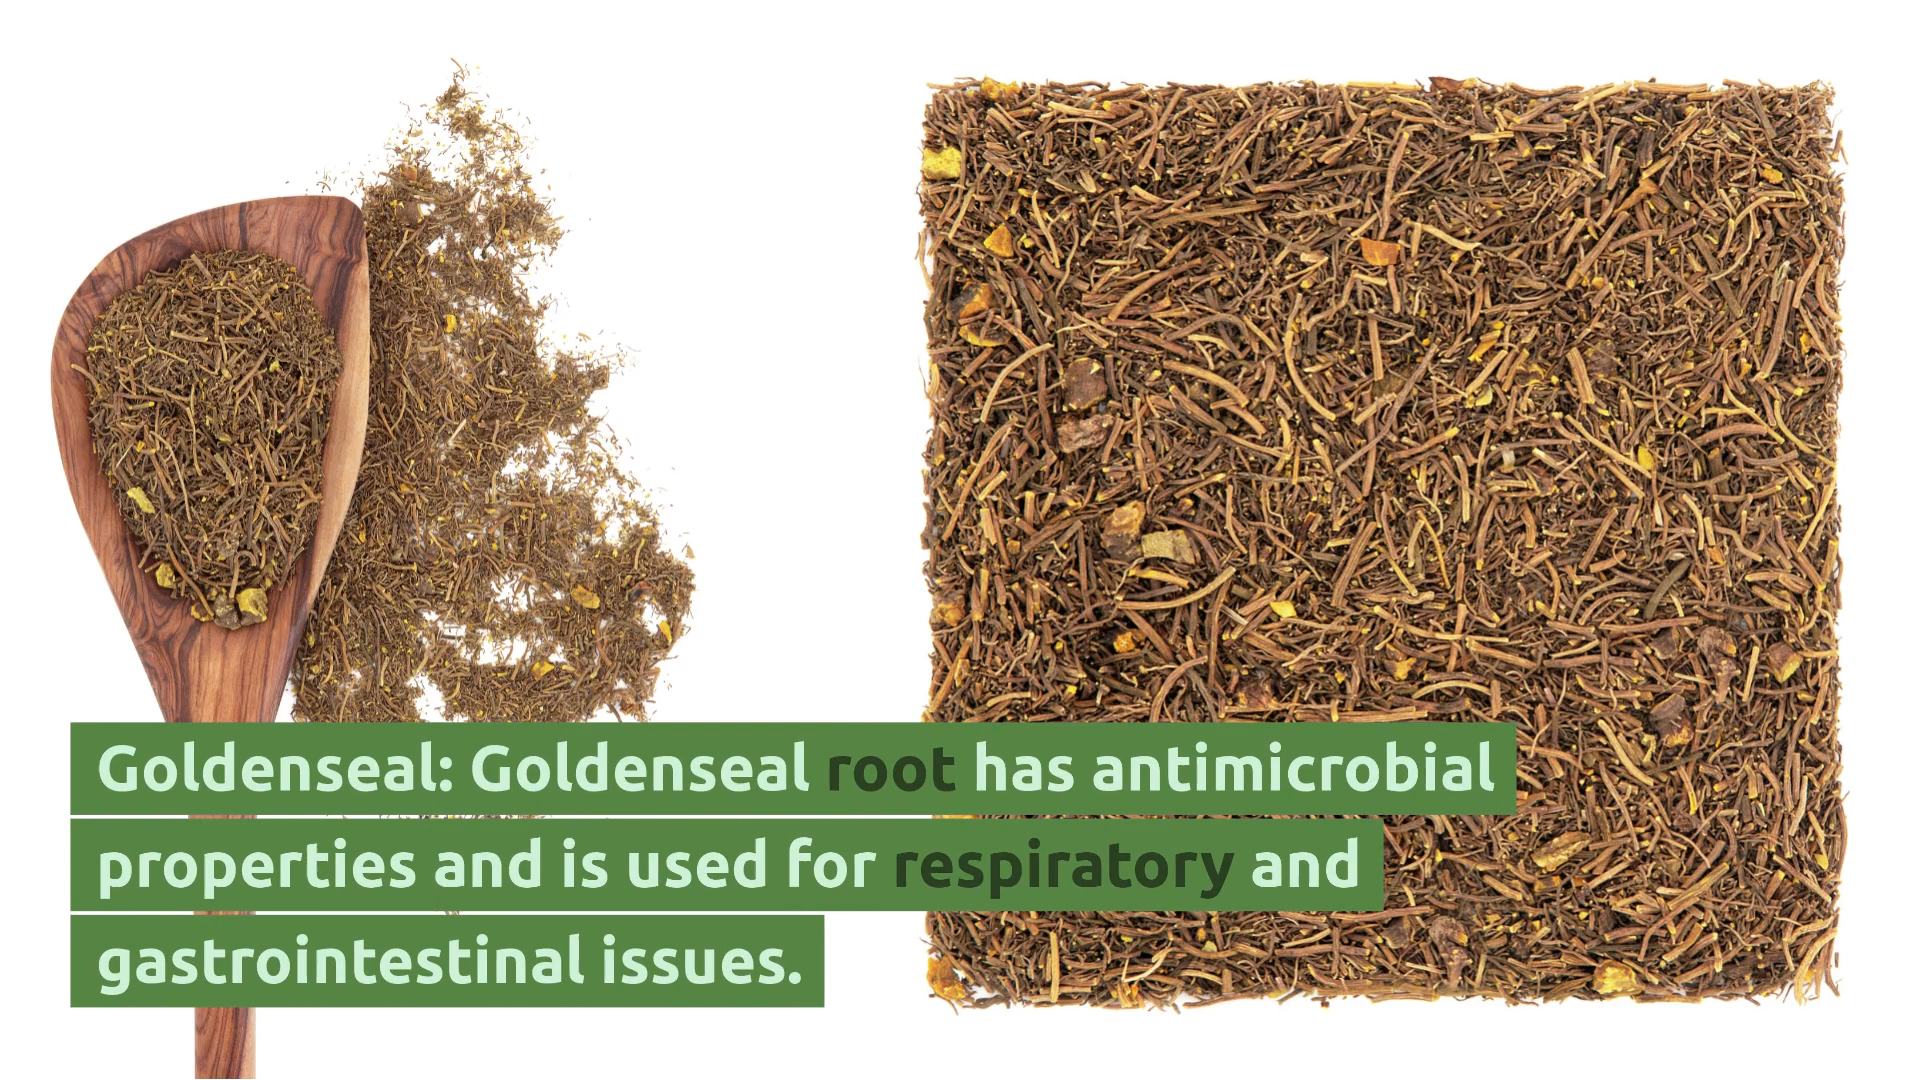 Goldenseal: Goldenseal root has antimicrobial
properties and is used for respiratory and
gastrointestinal issues.